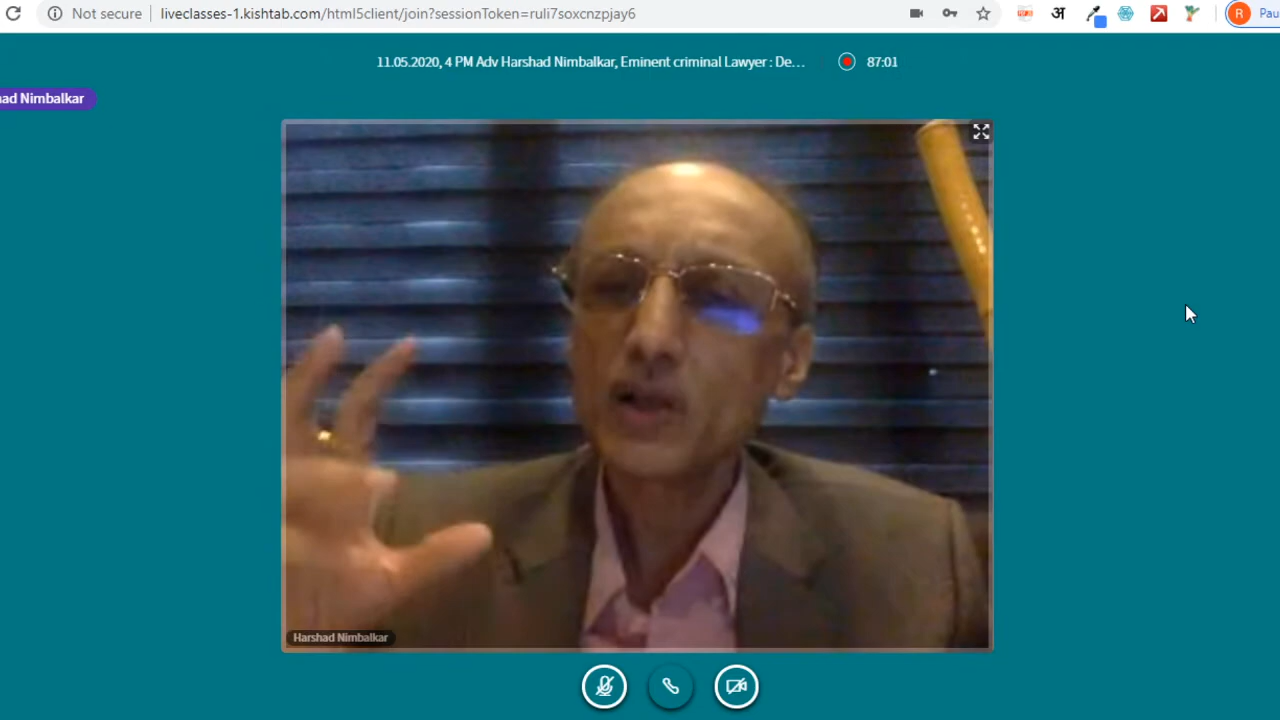 Not secure
liveclasses-1.kishtab.com/html5client/join?sessionToken=ruli7soxcnzpjay6
अ
R
Pau
11.05.2020, 4 PM Adv Harshad Nimbalkar, Eminent criminal Lawyer : De...
87:01
ad Nimbalkar
Harshad Nimbalkar